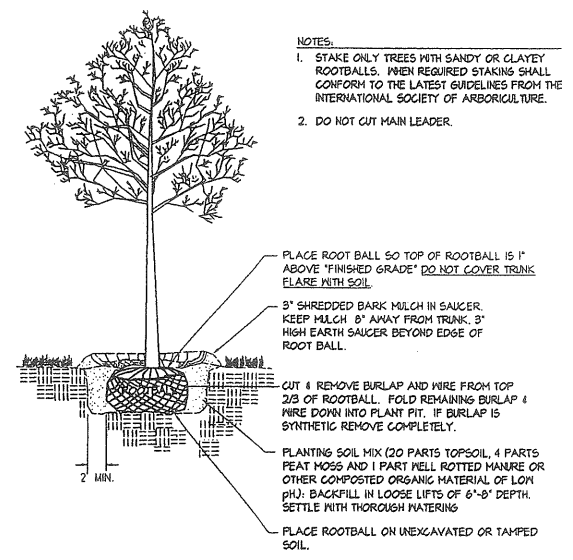 NOTES:
1. STAKE ONLY TREES WITH SANDY OR CLAYEY
ROOTBALLS. WHEN REQUIRED STAKING SHALL
CONFORM TO THE LATEST GUIDELINES FROM THE
INTERNATIONAL SOCIETY OF ARBORICULTURE.
2. DO NOT CUT MAIN LEADER.
PLACE ROOT BALL SO TOP OF ROOTBALL IS 1"
ABOVE "FINISHED GRADE" DO NOT COVER TRUNK
FLARE WITH SOIL.
3" SHREDDED BARK MULCH IN SAUCER.
KEEP MULCH 8" AWAY FROM TRUNK. 3"
HIGH EARTH SAUCER BEYOND EDGE OF
ROOT BALL.
CUT & REMOVE BURLAP AND WIRE FROM TOP
2/3 OF ROOTBALL. FOLD REMAINING BURLAP &
WIRE DOWN INTO PLANT PIT. IF BURLAP IS
SYNTHETIC REMOVE COMPLETELY.
PLANTING SOIL MIX (20 PARTS TOPSOIL, 4 PARTS
PEAT MOSS AND 1 PART WELL ROTTED MANURE OR
OTHER COMPOSTED ORGANIC MATERIAL OF LOW
pH.): BACKFILL IN LOOSE LIFTS OF 6"-8" DEPTH.
SETTLE WITH THOROUGH WATERING
2' MIN.
PLACE ROOTBALL ON UNEXCAVATED OR TAMPED
SOIL.